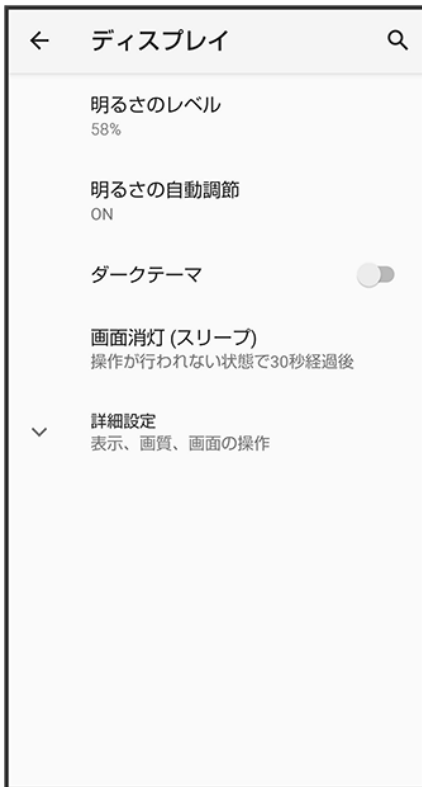 ディスプレイ
明るさのレベル
58%
明るさの自動調節
ON
ダークテーマ
画面消灯 (スリープ)
操作が行われない状態で30秒経過後
詳細設定
表示、画質、画面の操作